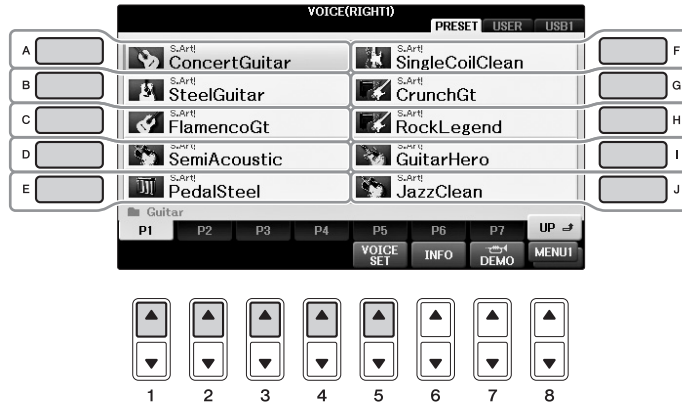 VOICE(RIGHT1)
PRESET USER USB1
A S.Art! ConcertGuitar S.Art! SingleCoilClean F
B S.Art! SteelGuitar S.Art! CrunchGt G
C S.Art! FlamencoGt S.Art! RockLegend H
D S.Art! SemiAcoustic S.Art! GuitarHero I
E S.Art! PedalSteel S.Art! JazzClean J
Guitar
P1 P2 P3 P4 P5 P6 P7 UP
VOICE SET INFO DEMO MENU1
1 2 3 4 5 6 7 8